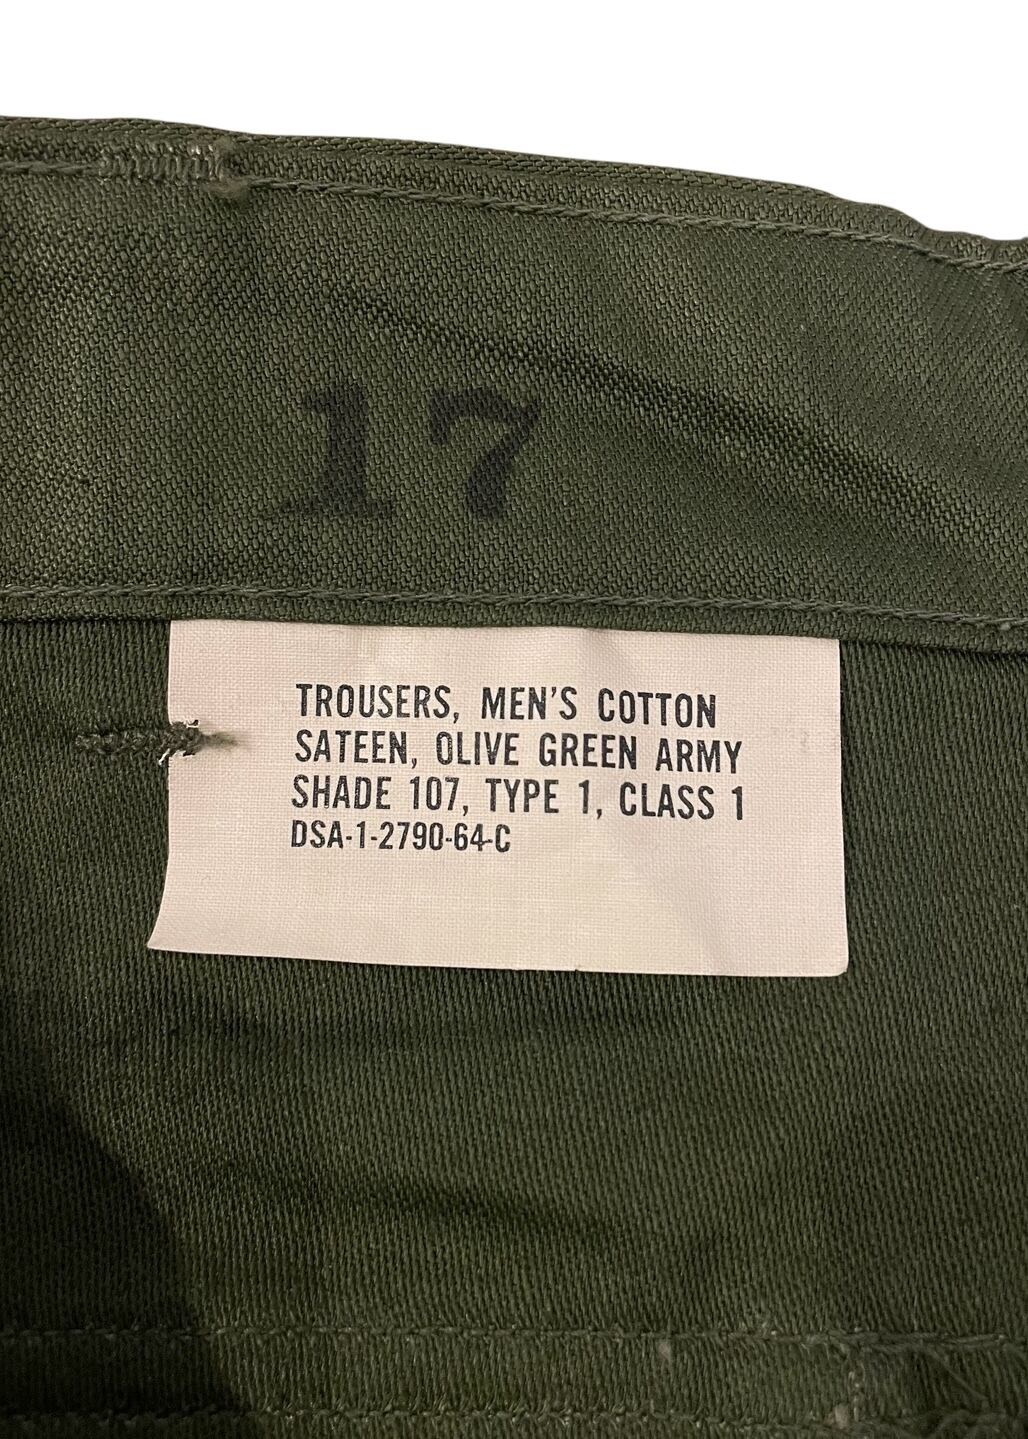 17
TROUSERS, MEN'S COTTON
SATEEN, OLIVE GREEN ARMY
SHADE 107, TYPE 1, CLASS 1
DSA-1-2790-64-C